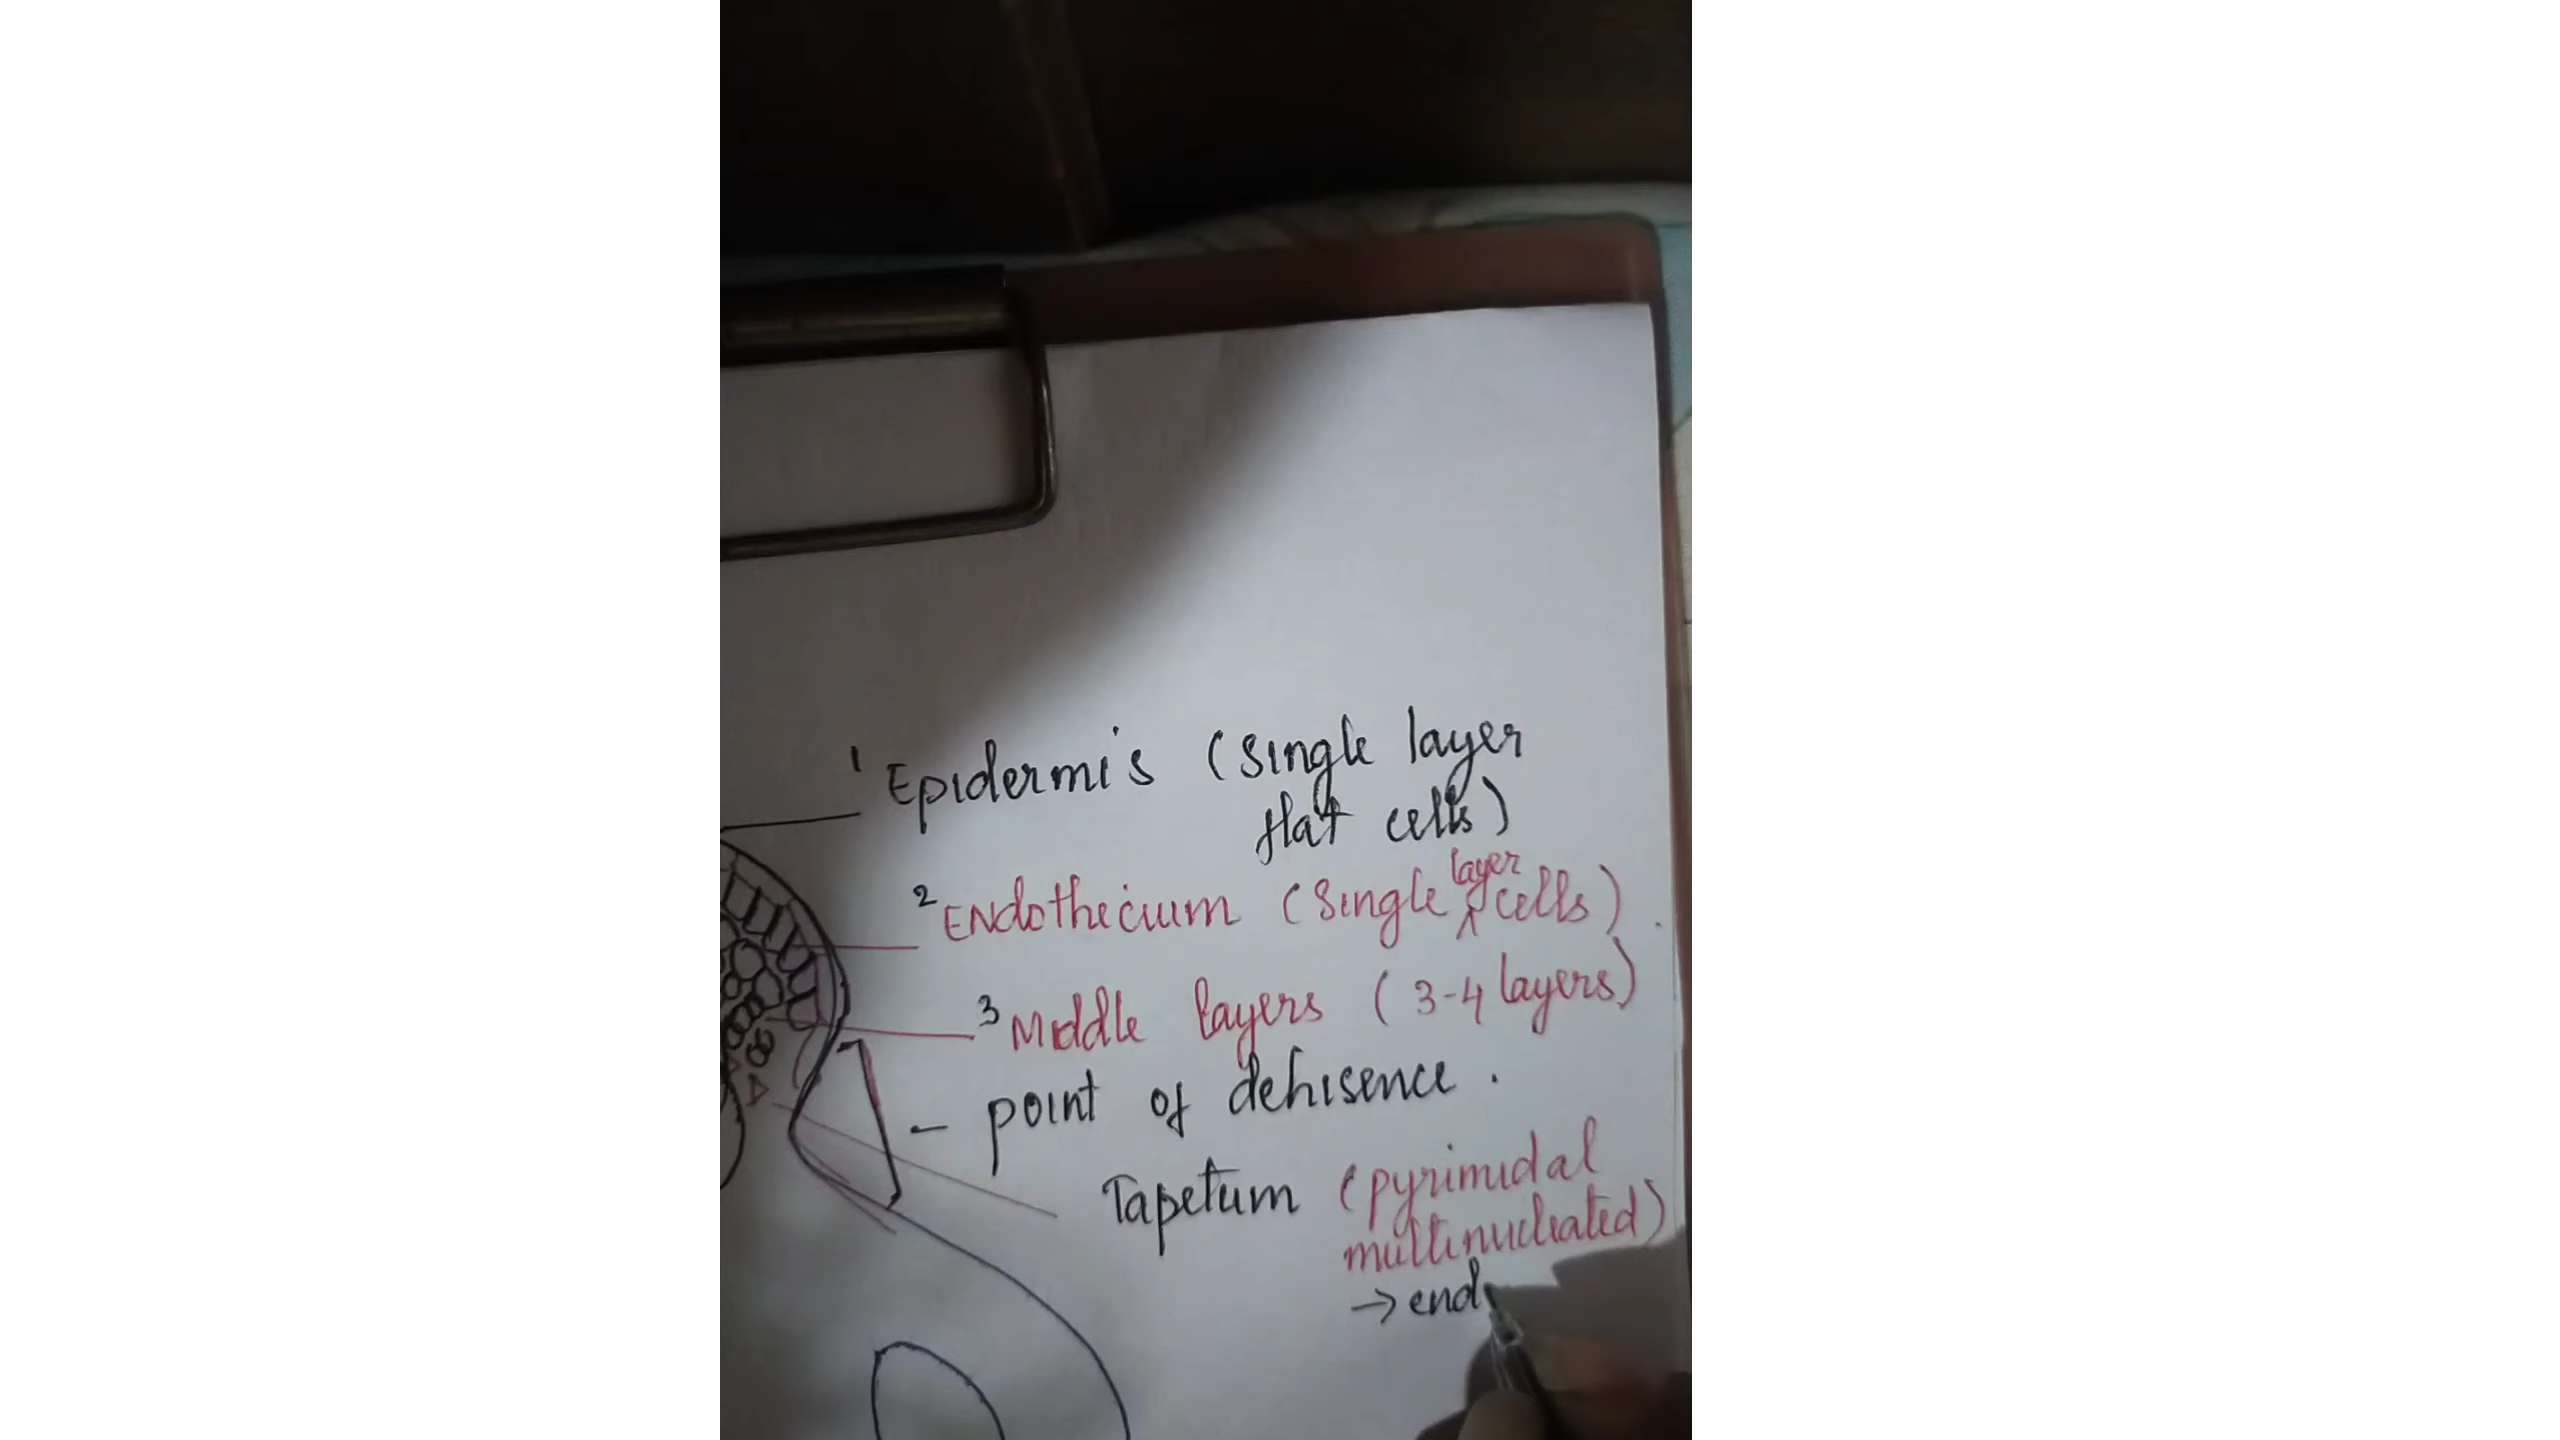 1 Epidermis (single layer
flat cells)
2 Endothecium (single layer cells).
3 Middle layers (3-4 layers)
- point of dehisence.
Tapetum (pyrimidal
multinucleated)
→ end